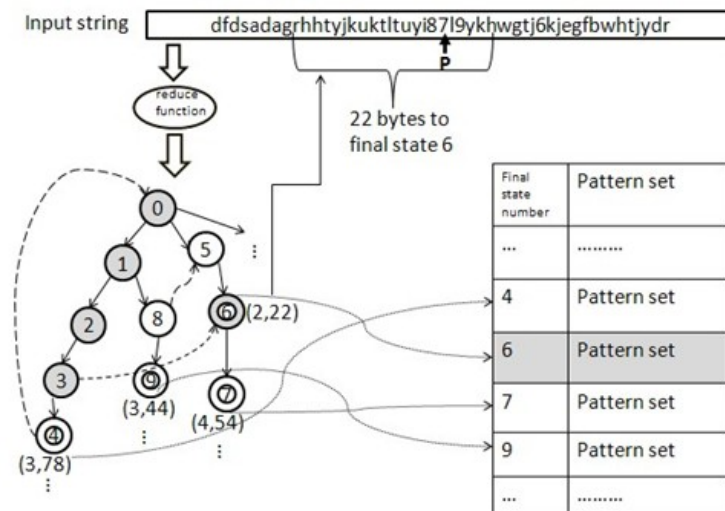 Input string
dfdsadagrhhtyjkuktltuyi87l9ykhwgtj6kjegfbwhtjydr
P
reduce
function
22 bytes to
final state 6
Final
state
number
Pattern set
...
.........
4
Pattern set
6
Pattern set
7
Pattern set
9
Pattern set
...
.........
0
5
...
1
6
(2,22)
2
8
3
9
7
(3,44)
(4,54)
4
(3,78)
...
...
...